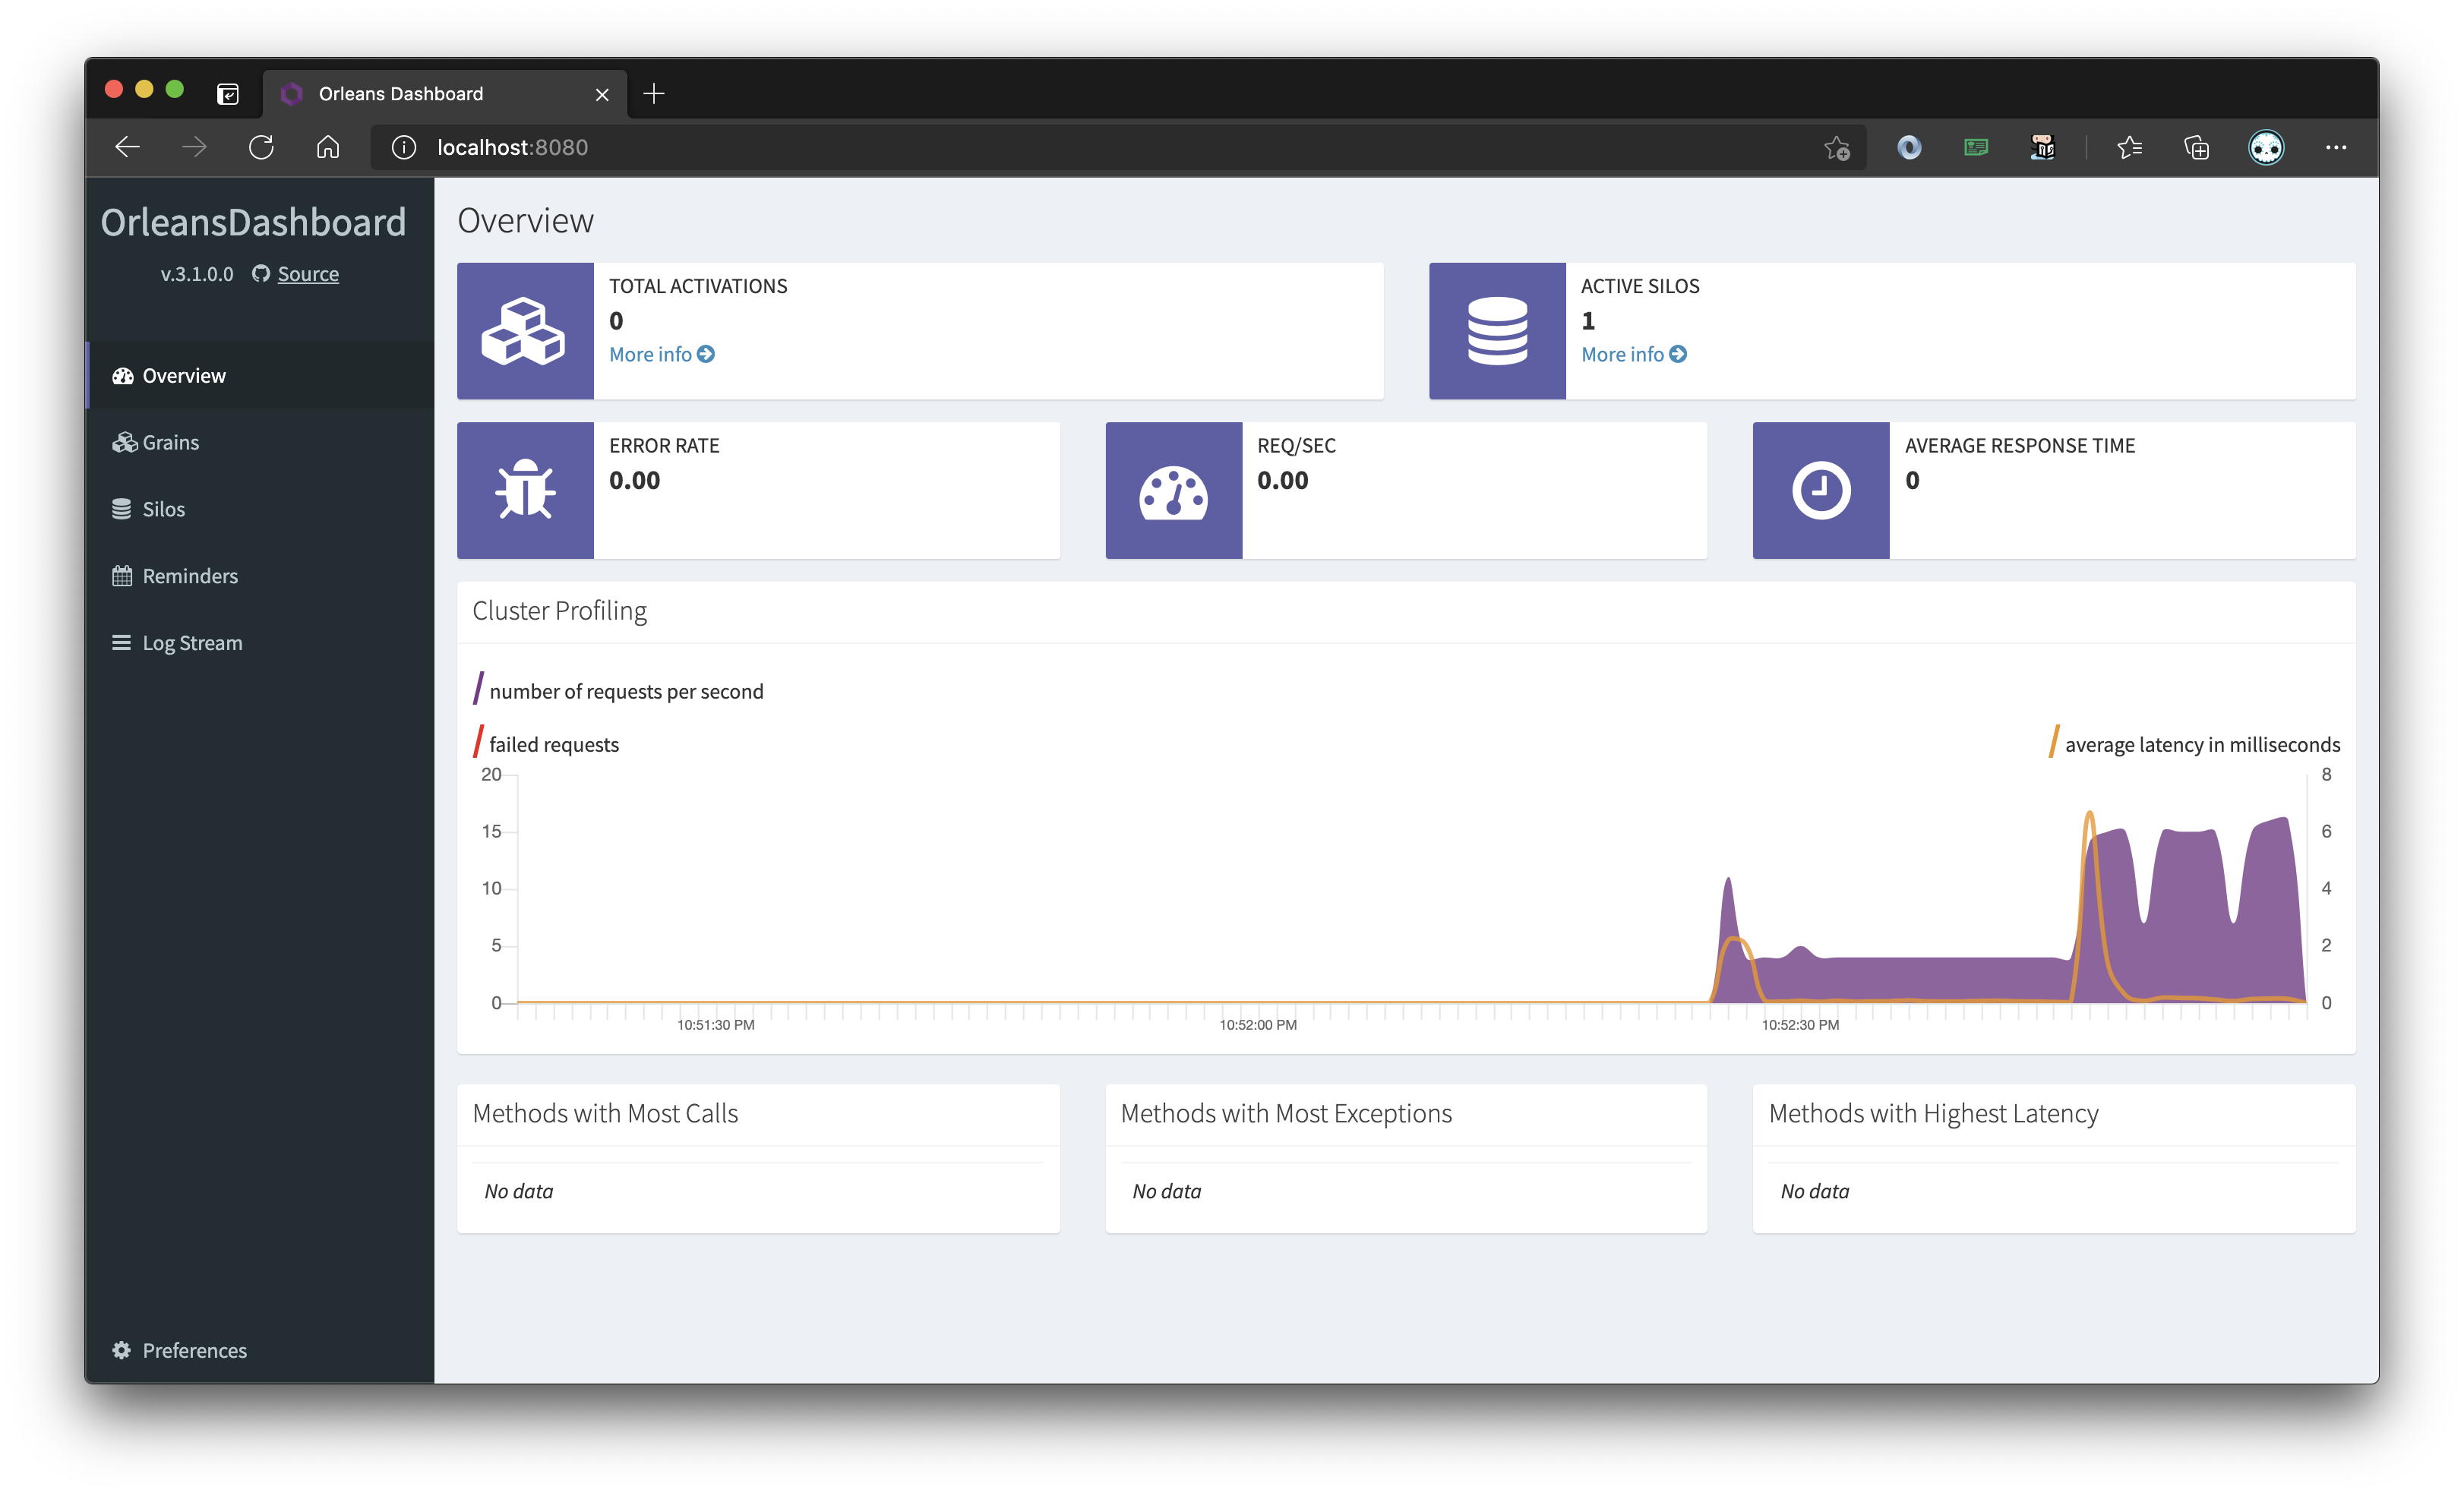 Orleans Dashboard
localhost:8080
OrleansDashboard
v.3.1.0.0 Source
Overview
Grains
Silos
Reminders
Log Stream
Preferences
Overview
TOTAL ACTIVATIONS
0
More info
ACTIVE SILOS
1
More info
ERROR RATE
0.00
REQ/SEC
0.00
AVERAGE RESPONSE TIME
0
Cluster Profiling
number of requests per second
failed requests
average latency in milliseconds
20
15
10
5
0
8
6
4
2
0
10:51:30 PM
10:52:00 PM
10:52:30 PM
Methods with Most Calls
No data
Methods with Most Exceptions
No data
Methods with Highest Latency
No data